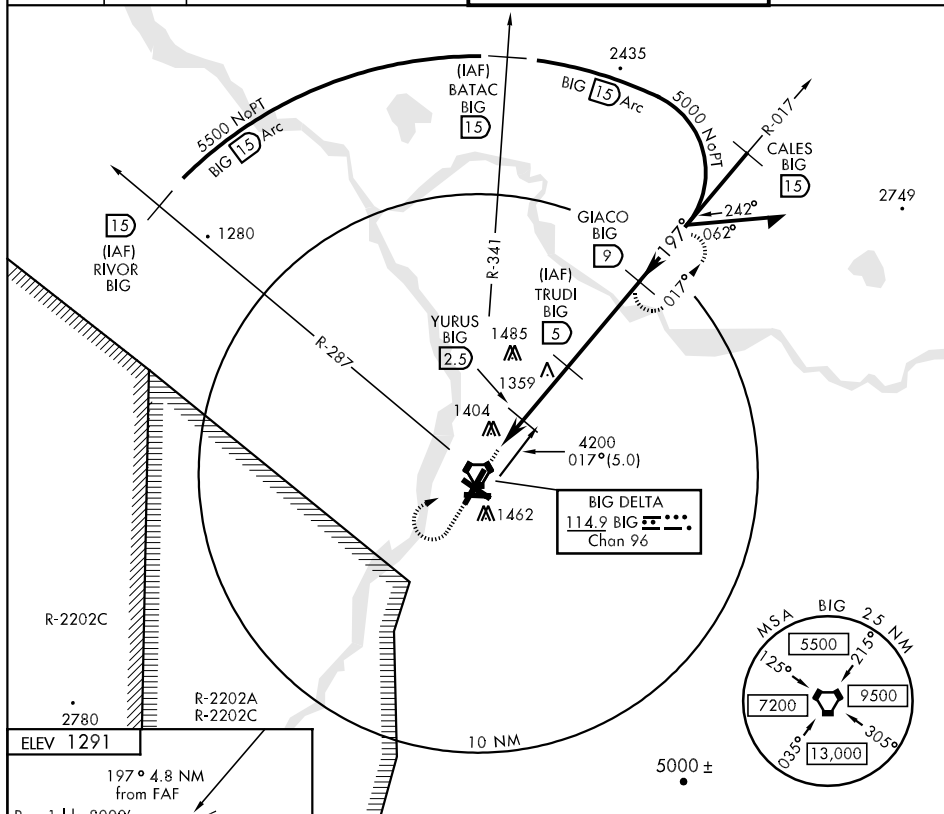 2435
(IAF)
BATAC
BIG
15
BIG 15 Arc
5000 NoPT
5500 NoPT
BIG 15 Arc
R-017
CALES
BIG
15
2749
242°
062°
197°
017°
GIACO
BIG
9
15
(IAF)
RIVOR
BIG
1280
R-341
(IAF)
TRUDI
BIG
5
YURUS
BIG
2.5
1485
1359
R-287
1404
4200
017°(5.0)
BIG DELTA
114.9 BIG
Chan 96
1462
R-2202C
2780
R-2202A
R-2202C
10 NM
5000 ±
MSA BIG 25 NM
5500
125°
215°
7200
9500
035°
305°
13,000
ELEV 1291
197° 4.8 NM
from FAF